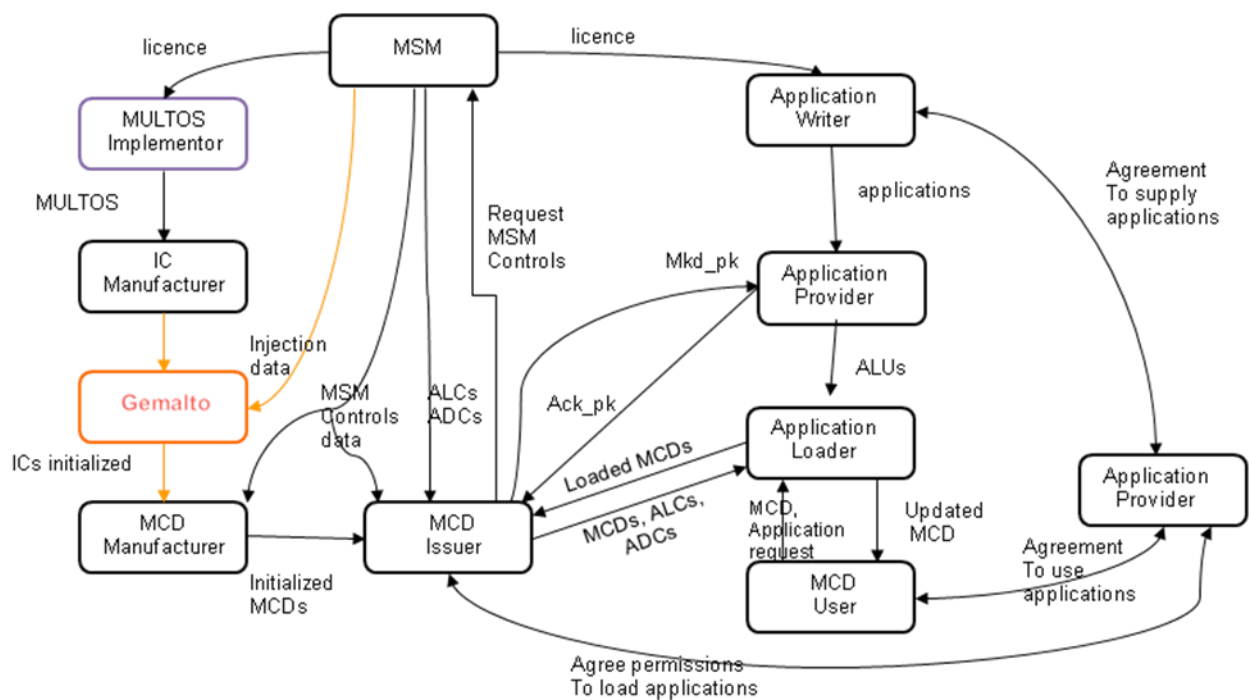 licence
MSM
licence
MULTOS
Implementor
Application
Writer
MULTOS
Request
MSM
Controls
applications
Agreement
To supply
applications
IC
Manufacturer
Mkd_pk
Application
Provider
Injection
data
Gemalto
MSM
Controls
data
ALCs
ADCs
Ack_pk
ALUs
Application
Loader
ICs initialized
Loaded MCDs
MCDs, ALCs,
ADCs
MCD,
Application
request
Updated
MCD
Application
Provider
MCD
Manufacturer
MCD
Issuer
Initialized
MCDs
MCD
User
Agreement
To use
applications
Agree permissions
To load applications